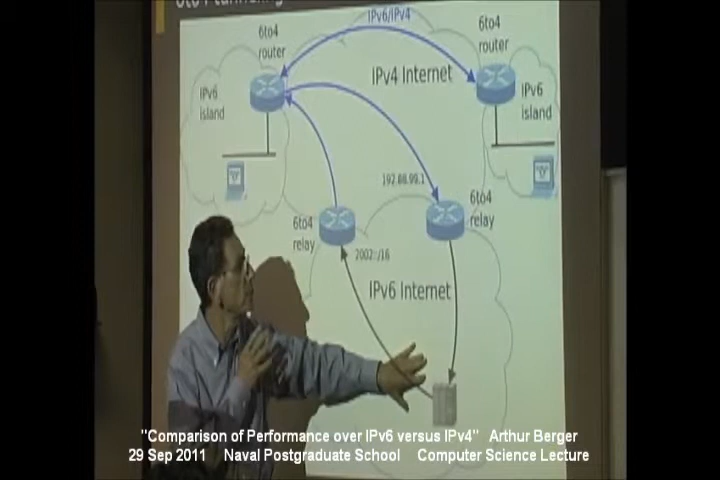 6to4
IPv6/IPv4
6to4
router
6to4
router
IPv4 Internet
IPv6
island
IPv6
island
192.88.99.1
6to4
relay
6to4
relay
2002::/16
IPv6 Internet
"Comparison of Performance over IPv6 versus IPv4" Arthur Berger
29 Sep 2011 Naval Postgraduate School Computer Science Lecture